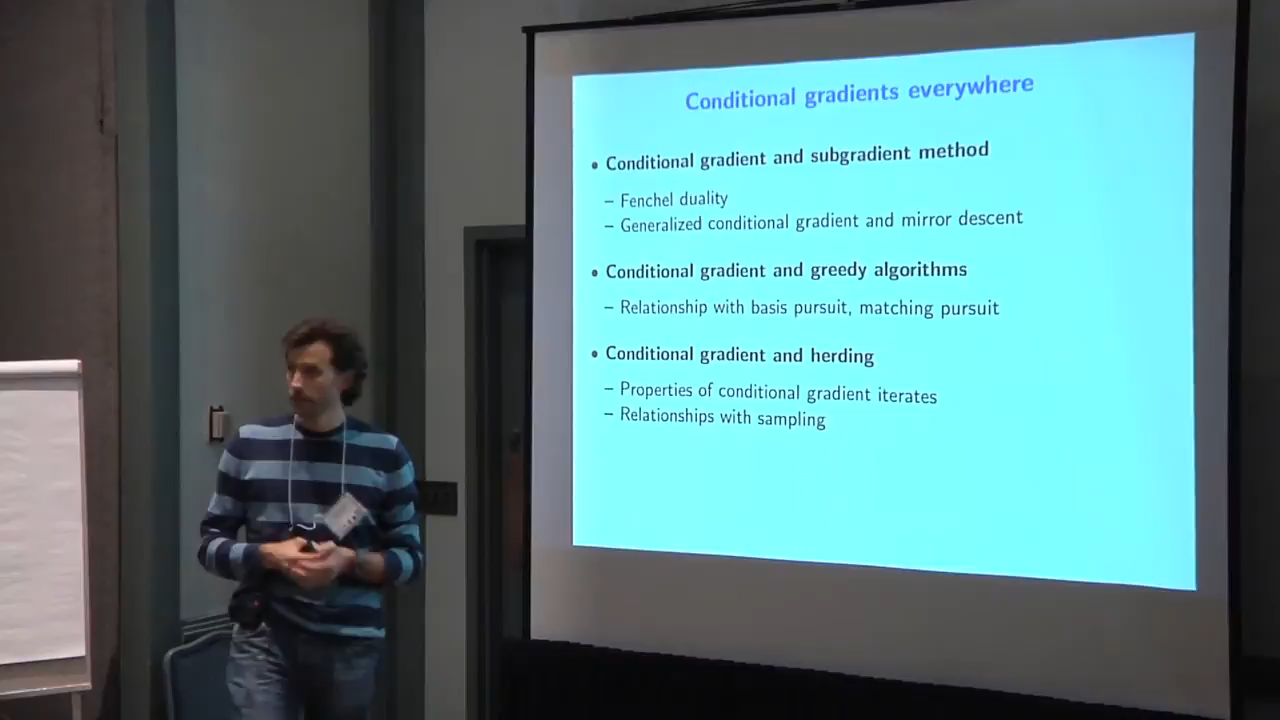 Conditional gradients everywhere
• Conditional gradient and subgradient method
– Fenchel duality
– Generalized conditional gradient and mirror descent
• Conditional gradient and greedy algorithms
– Relationship with basis pursuit, matching pursuit
• Conditional gradient and herding
– Properties of conditional gradient iterates
– Relationships with sampling